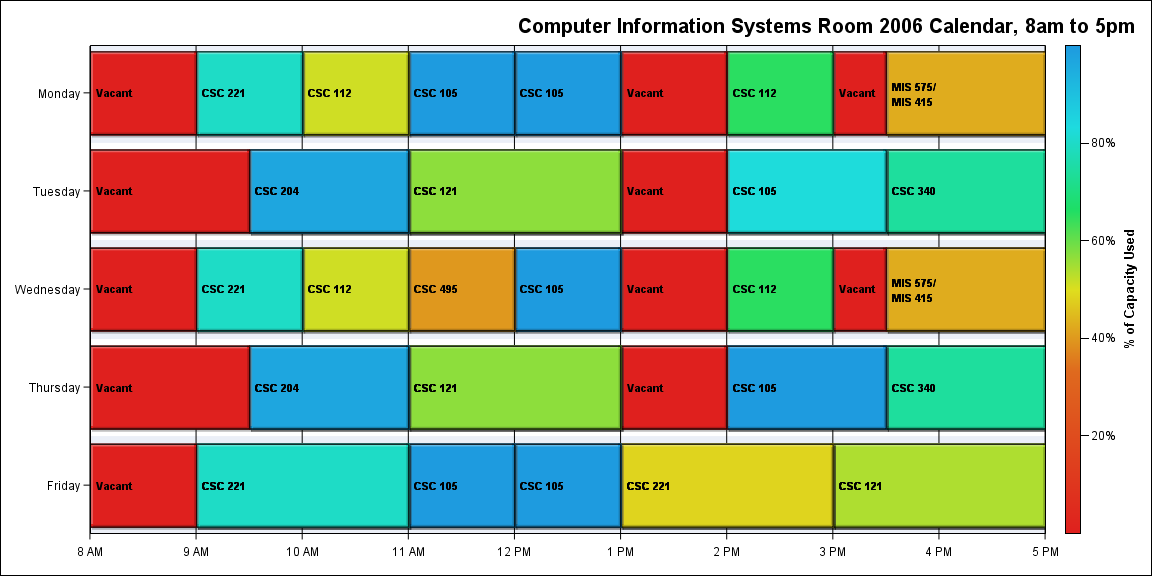 Computer Information Systems Room 2006 Calendar, 8am to 5pm
Monday
Vacant
CSC 221
CSC 112
CSC 105
CSC 105
Vacant
CSC 112
Vacant
MIS 575/
MIS 415
Tuesday
Vacant
CSC 204
CSC 121
Vacant
CSC 105
CSC 340
Wednesday
Vacant
CSC 221
CSC 112
CSC 495
CSC 105
Vacant
CSC 112
Vacant
MIS 575/
MIS 415
Thursday
Vacant
CSC 204
CSC 121
Vacant
CSC 105
CSC 340
Friday
Vacant
CSC 221
CSC 105
CSC 105
CSC 221
CSC 121
8 AM
9 AM
10 AM
11 AM
12 PM
1 PM
2 PM
3 PM
4 PM
5 PM
80%
60%
40%
20%
% of Capacity Used